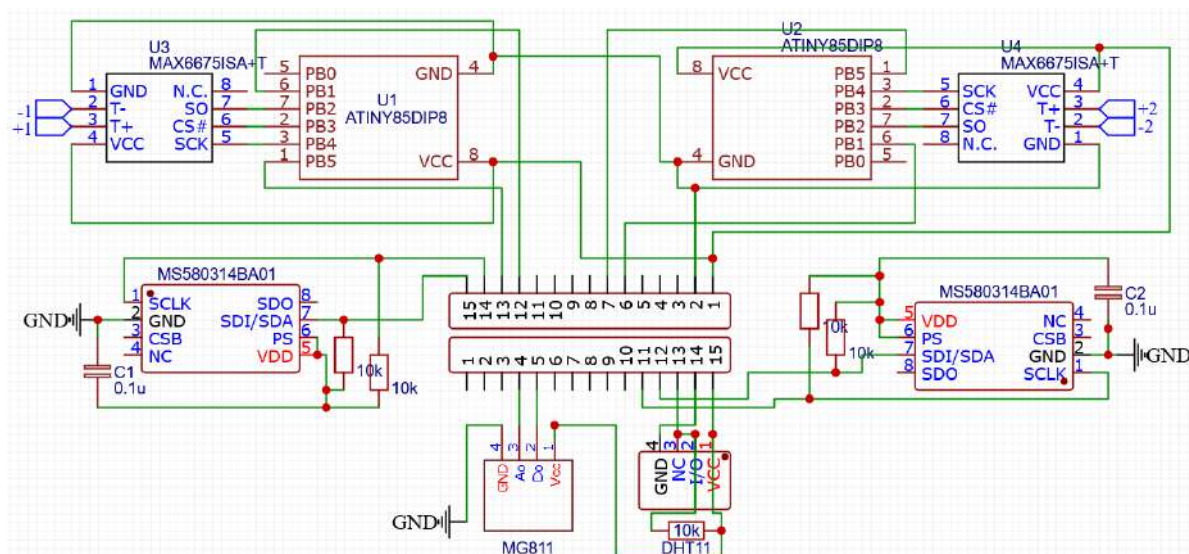 U3
MAX6675ISA+T
1 GND N.C. 8
-1 2 T- SO 7
+1 3 T+ CS# 6
4 VCC SCK 5
5 PB0 GND 4
6 PB1
7 PB2
2 PB3
3 PB4
1 PB5 VCC 8
U1
ATINY85DIP8
U2
ATINY85DIP8
8 VCC PB5 1
PB4 3
PB3 2
PB2 7
PB1 6
4 GND PB0 5
U4
MAX6675ISA+T
5 SCK VCC 4
6 CS# T+ 3 +2
7 SO T- 2 -2
8 N.C. GND 1
MS580314BA01
1 SCLK SDO 8
2 GND SDI/SDA 7
3 CSB PS 6
4 NC VDD 5
GND
C1
0.1u
10k
10k
15 14 13 12 11 10 9 8 7 6 5 4 3 2 1
1 2 3 4 5 6 7 8 9 10 11 12 13 14 15
10k
10k
MS580314BA01
5 VDD NC 4
6 PS CSB 3
7 SDI/SDA GND 2
8 SDO SCLK 1
C2
0.1u
GND
4 3 2 1
GND Ao Do Vcc
GND
MG811
4 3 2 1
GND NC I/O VCC
10k
DHT11